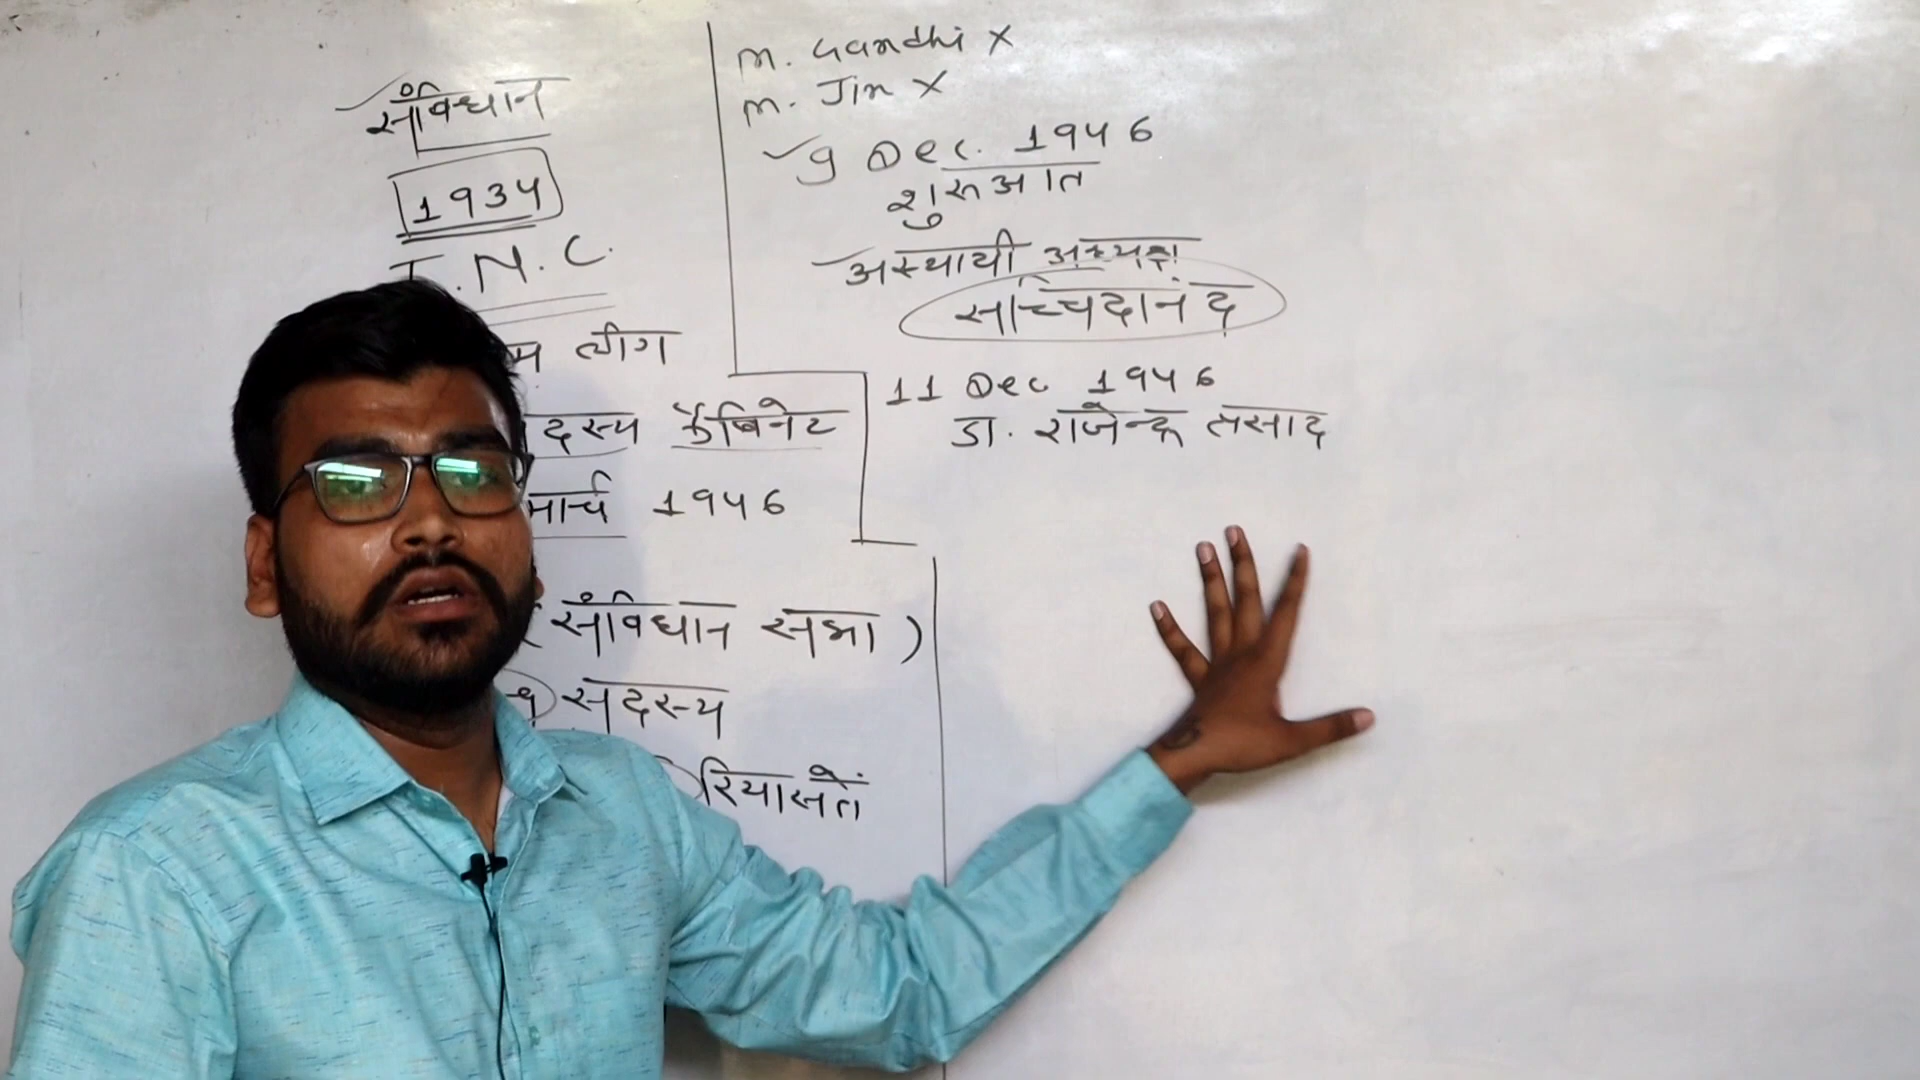 संविधान
1934
I.N.C.
लीग
दस्य कैबिनेट
मार्च 1946
(संविधान सभा)
सदस्य
रियासतें
M. Gandhi X
M. Jin X
9 Dec. 1946
शुरूआत
अस्थायी अध्यक्ष
सच्चिदानंद
11 Dec 1946
डा. राजेन्द्र प्रसाद